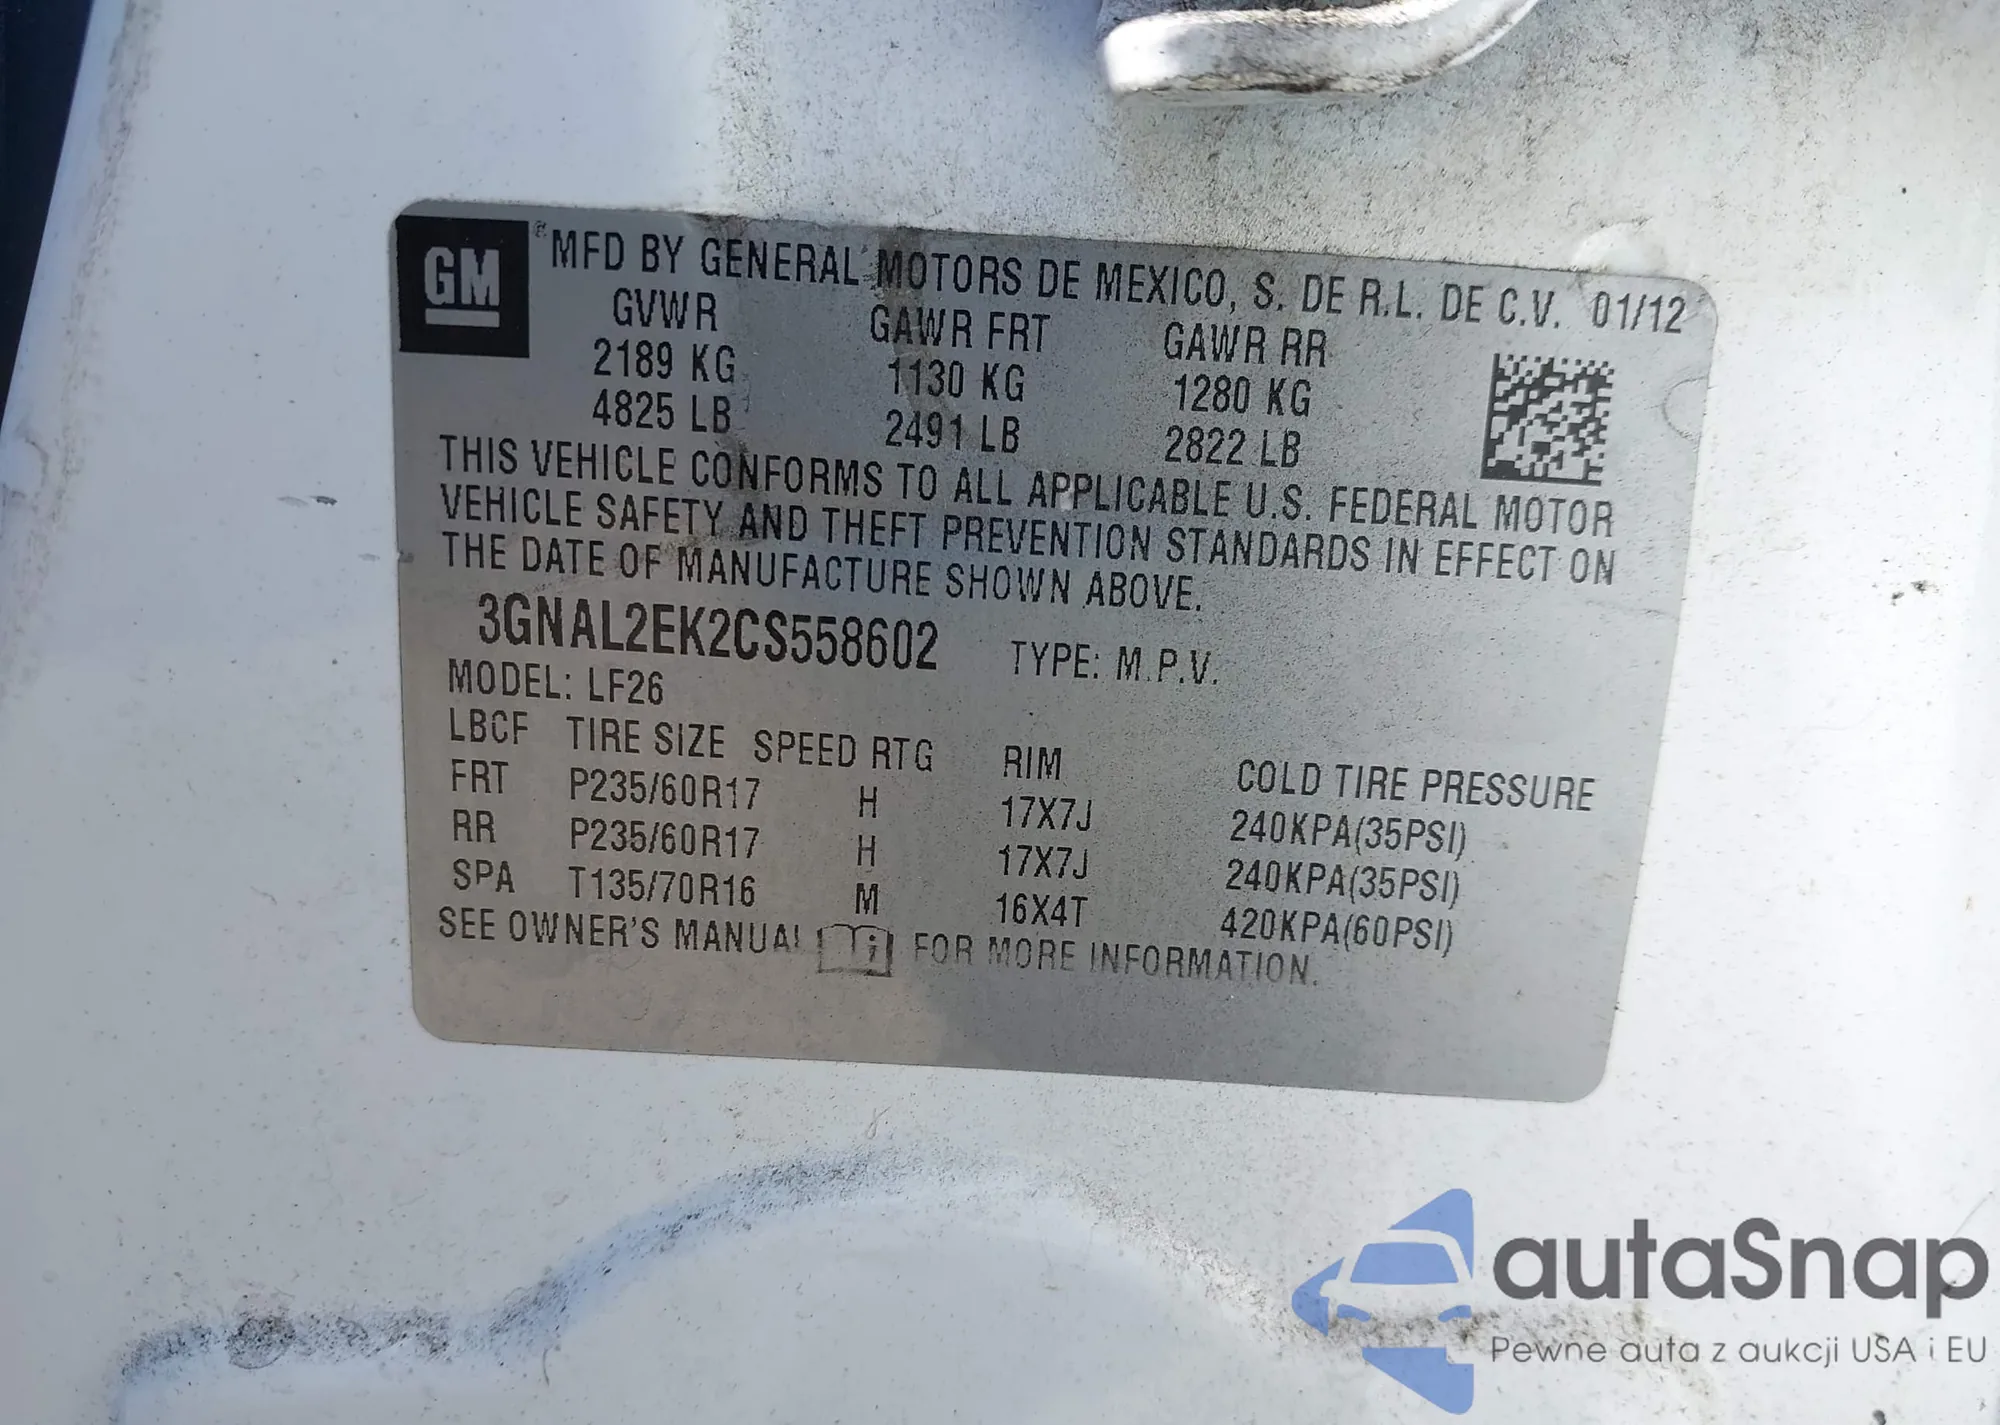 GM
® MFD BY GENERAL MOTORS DE MEXICO, S. DE R.L. DE C.V. 01/12
GVWR GAWR FRT GAWR RR
2189 KG 1130 KG 1280 KG
4825 LB 2491 LB 2822 LB
THIS VEHICLE CONFORMS TO ALL APPLICABLE U.S. FEDERAL MOTOR
VEHICLE SAFETY AND THEFT PREVENTION STANDARDS IN EFFECT ON
THE DATE OF MANUFACTURE SHOWN ABOVE.
3GNAL2EK2CS558602 TYPE: M.P.V.
MODEL: LF26
LBCF TIRE SIZE SPEED RTG RIM COLD TIRE PRESSURE
FRT P235/60R17 H 17X7J 240KPA(35PSI)
RR P235/60R17 H 17X7J 240KPA(35PSI)
SPA T135/70R16 M 16X4T 420KPA(60PSI)
SEE OWNER'S MANUAL i FOR MORE INFORMATION.
autaSnap
Pewne auta z aukcji USA i EU